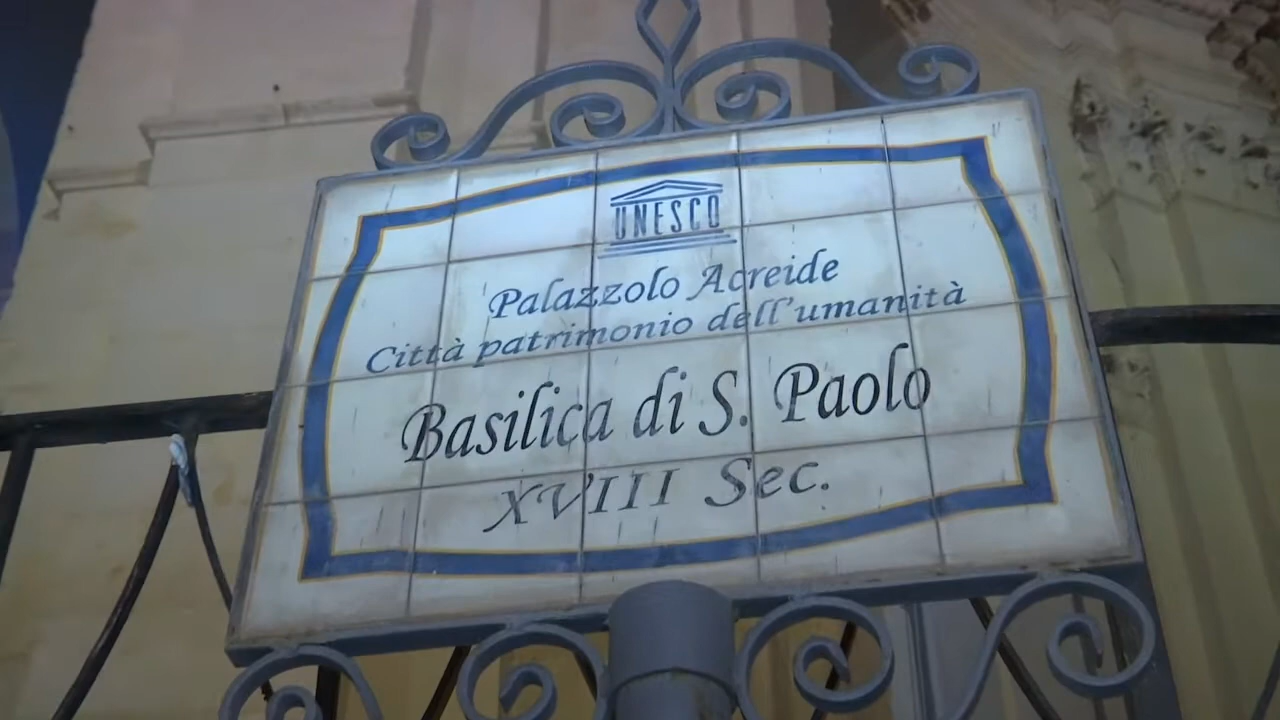 UNESCO
Palazzolo Acreide
Città patrimonio dell'umanità
Basilica di S. Paolo
XVIII Sec.